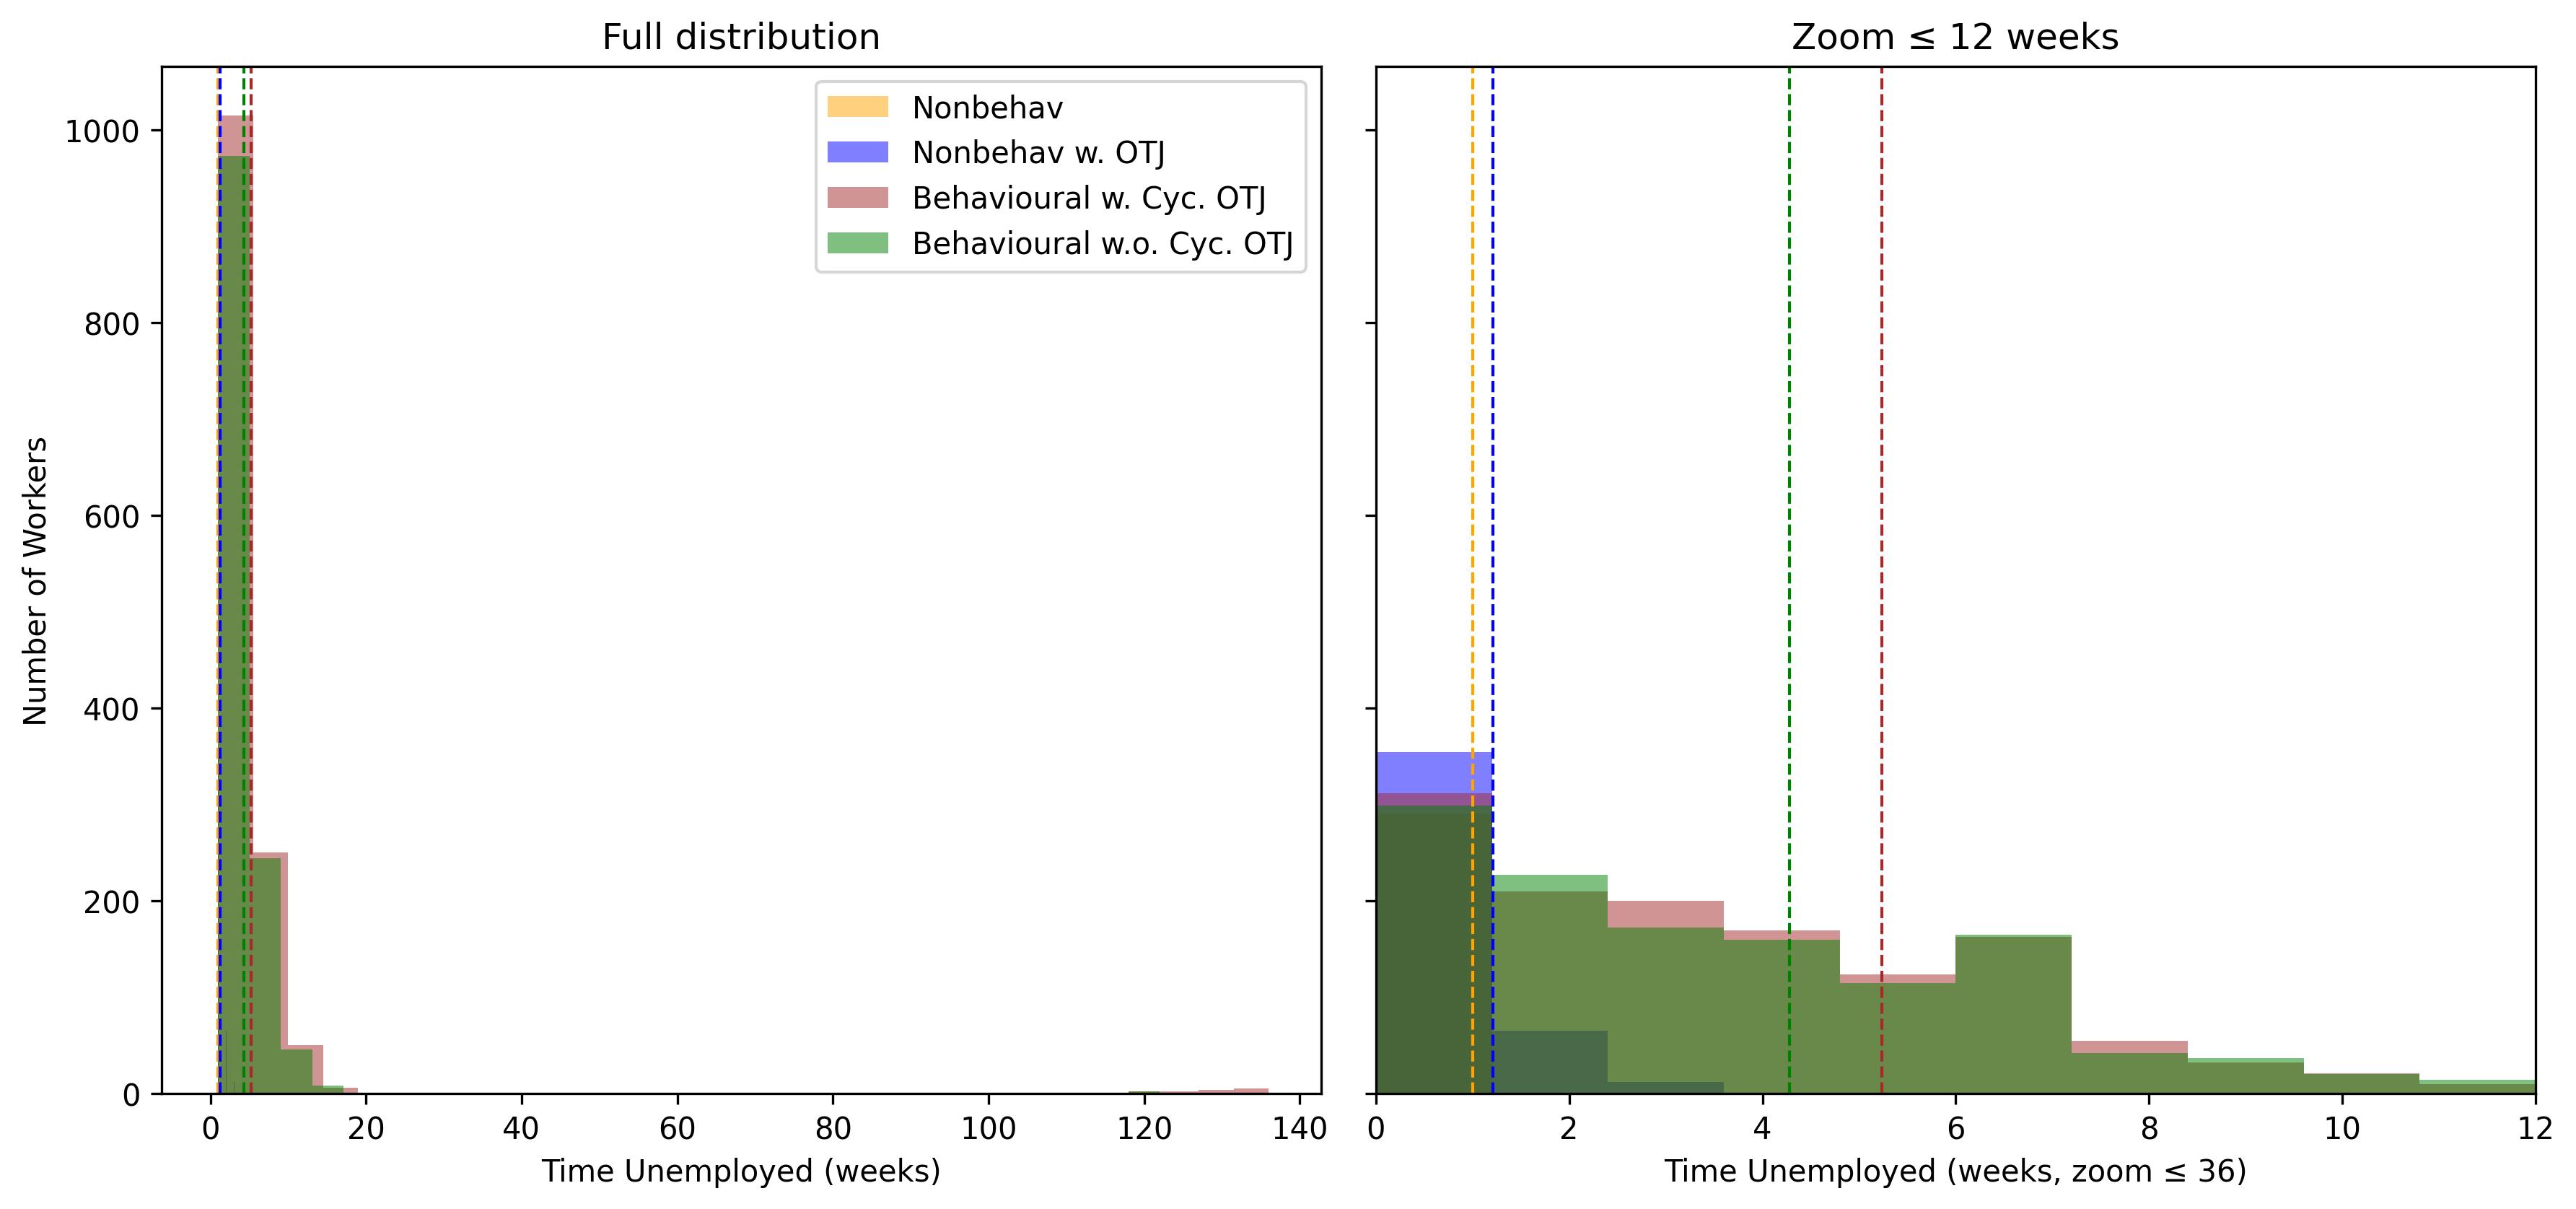 Full distribution
Zoom ≤ 12 weeks
Nonbehav
Nonbehav w. OTJ
Behavioural w. Cyc. OTJ
Behavioural w.o. Cyc. OTJ
Number of Workers
1000
800
600
400
200
0
0 20 40 60 80 100 120 140
0 2 4 6 8 10 12
Time Unemployed (weeks)
Time Unemployed (weeks, zoom ≤ 36)